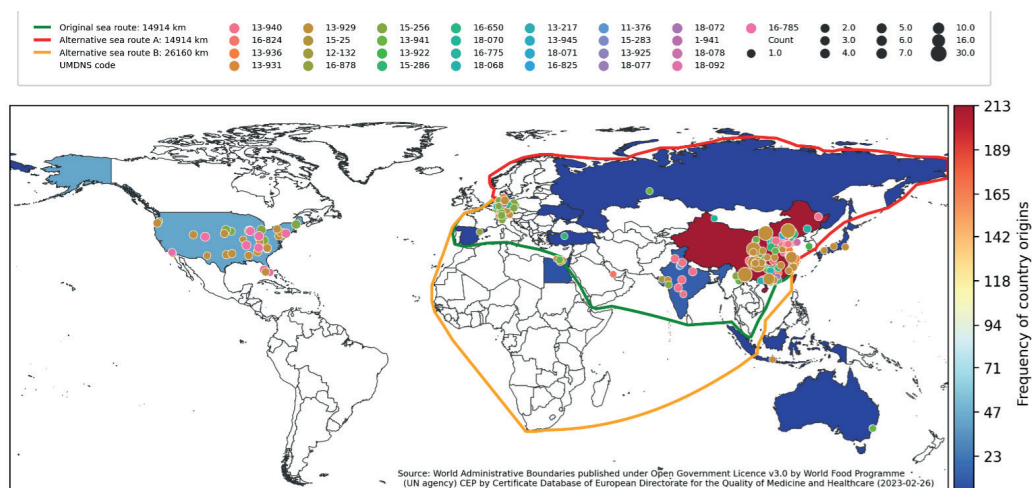 Original sea route: 14914 km 13-940 13-929 15-256 16-650 13-217 11-376 18-072 16-785 2.0 5.0 10.0
Alternative sea route A: 14914 km 16-824 15-25 13-941 18-070 13-945 15-283 1-941 Count 3.0 6.0 16.0
Alternative sea route B: 26160 km 13-936 12-132 13-922 16-775 18-071 13-925 18-078 1.0 4.0 7.0 30.0
UMDNS code 13-931 16-878 15-286 18-068 16-825 18-077 18-092
213
189
165
142
118
94
71
47
23
Frequency of country origins
Source: World Administrative Boundaries published under Open Government Licence v3.0 by World Food Programme
(UN agency) CEP by Certificate Database of European Directorate for the Quality of Medicine and Healthcare (2023-02-26)